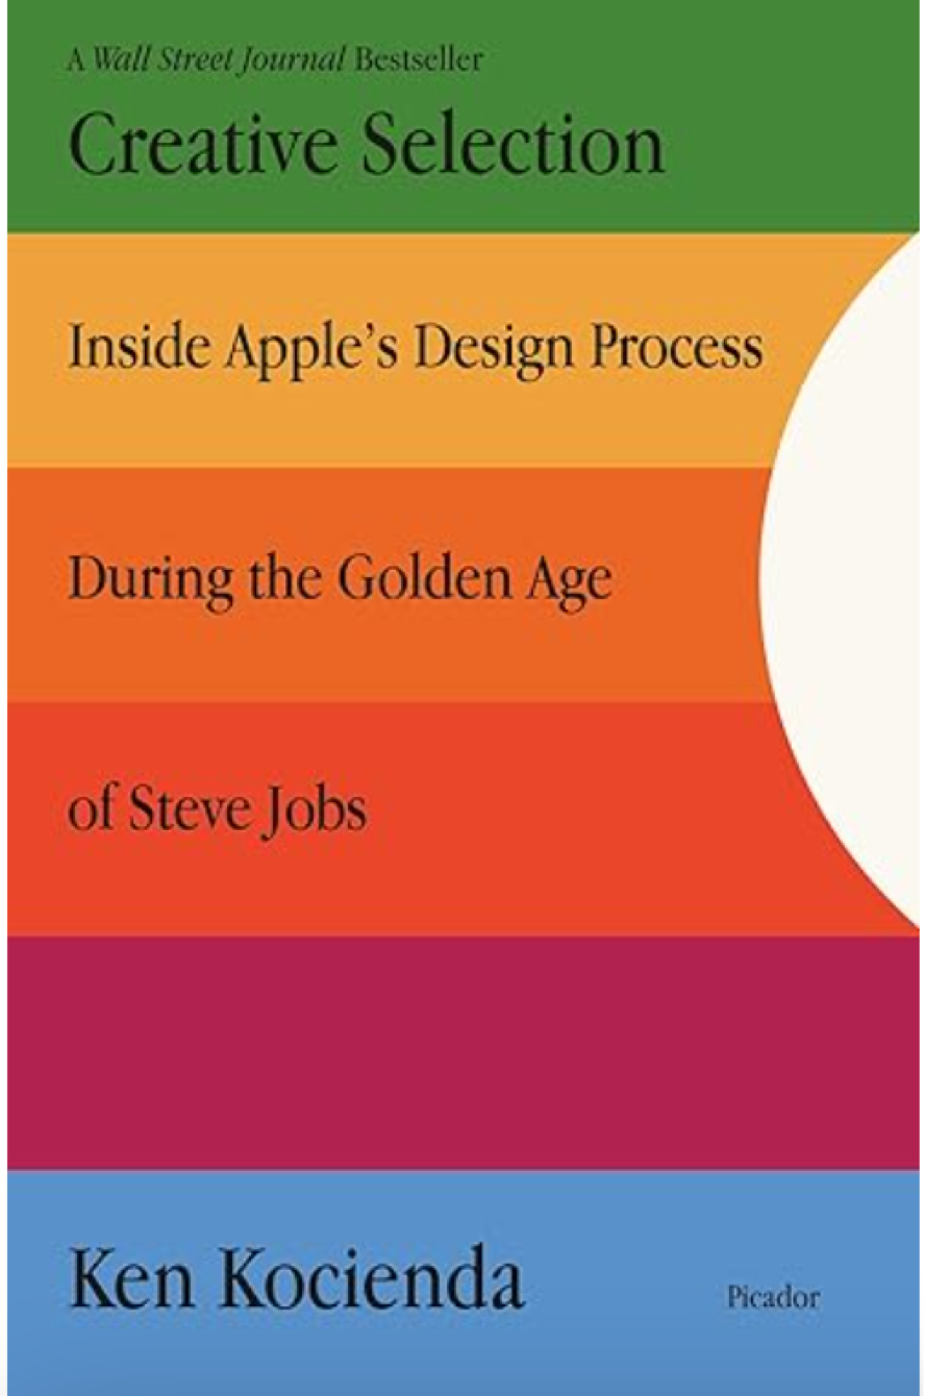 A Wall Street Journal Bestseller
Creative Selection
Inside Apple’s Design Process
During the Golden Age
of Steve Jobs
Ken Kocienda
Picador